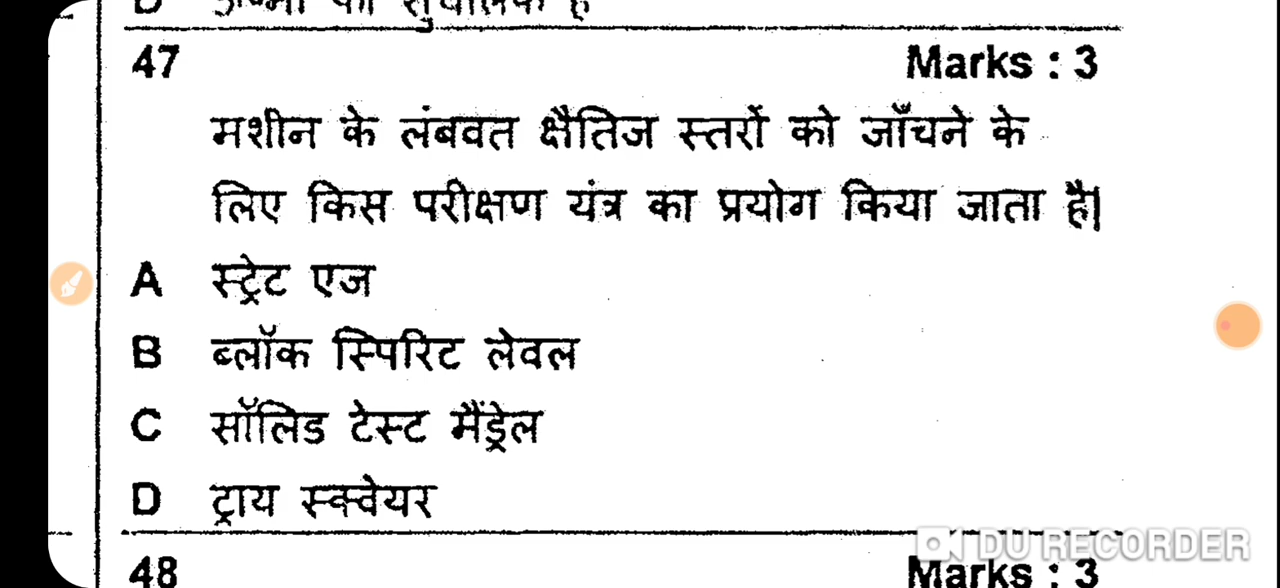 47 Marks : 3
मशीन के लंबवत क्षैतिज स्तरों को जाँचने के
लिए किस परीक्षण यंत्र का प्रयोग किया जाता है|
A स्ट्रेट एज
B ब्लॉक स्पिरिट लेवल
C सॉलिड टेस्ट मैंड्रेल
D ट्राय स्क्वेयर
48 Marks : 3
DU RECORDER